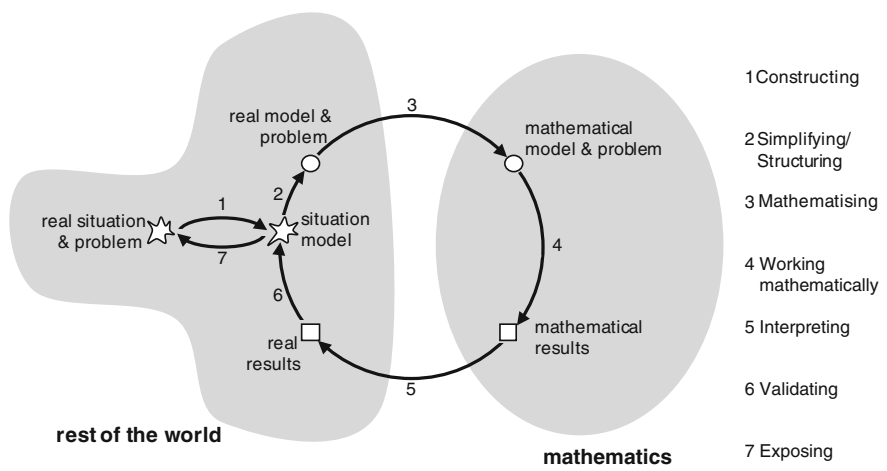 real model &
problem
3
mathematical
model & problem
2
1
real situation
& problem
situation
model
7
4
6
real
results
mathematical
results
5
rest of the world
mathematics
1 Constructing
2 Simplifying/
Structuring
3 Mathematising
4 Working
mathematically
5 Interpreting
6 Validating
7 Exposing